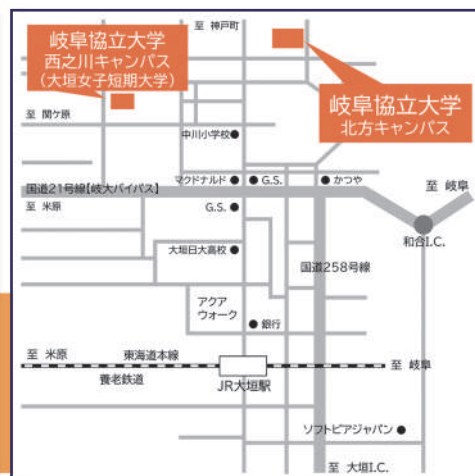 至 神戸町
岐阜協立大学
西之川キャンパス
（大垣女子短期大学）
岐阜協立大学
北方キャンパス
至 関ケ原
中川小学校
マクドナルド
G.S.
かつや
至 岐阜
国道21号線【岐大バイパス】
至 米原
G.S.
和合I.C.
大垣日大高校
国道258号線
アクア
ウォーク
銀行
至 米原
東海道本線
至 岐阜
養老鉄道
JR大垣駅
ソフトピアジャパン
至 大垣I.C.